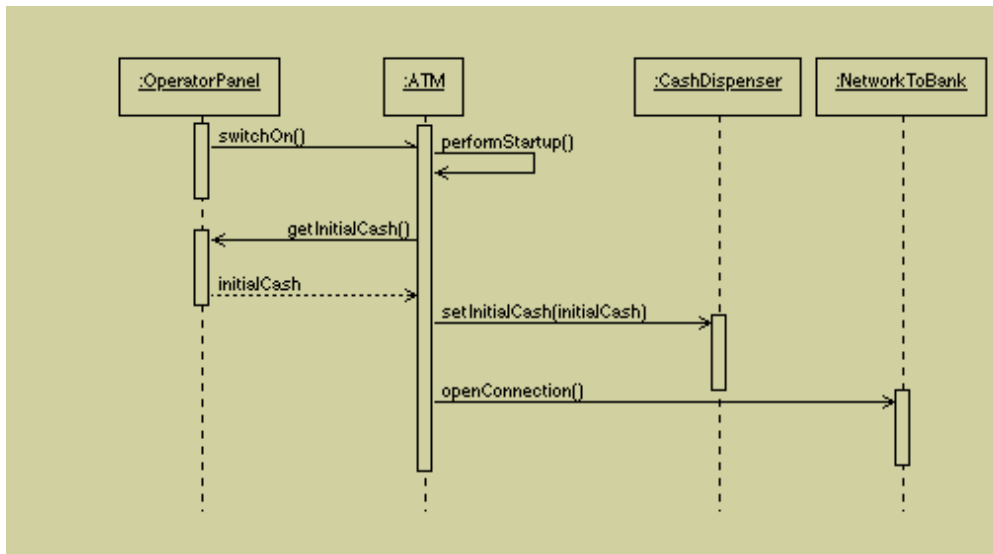 :OperatorPanel
:ATM
:CashDispenser
:NetworkToBank
switchOn()
performStartup()
getInitialCash()
initialCash
setInitialCash(initialCash)
openConnection()